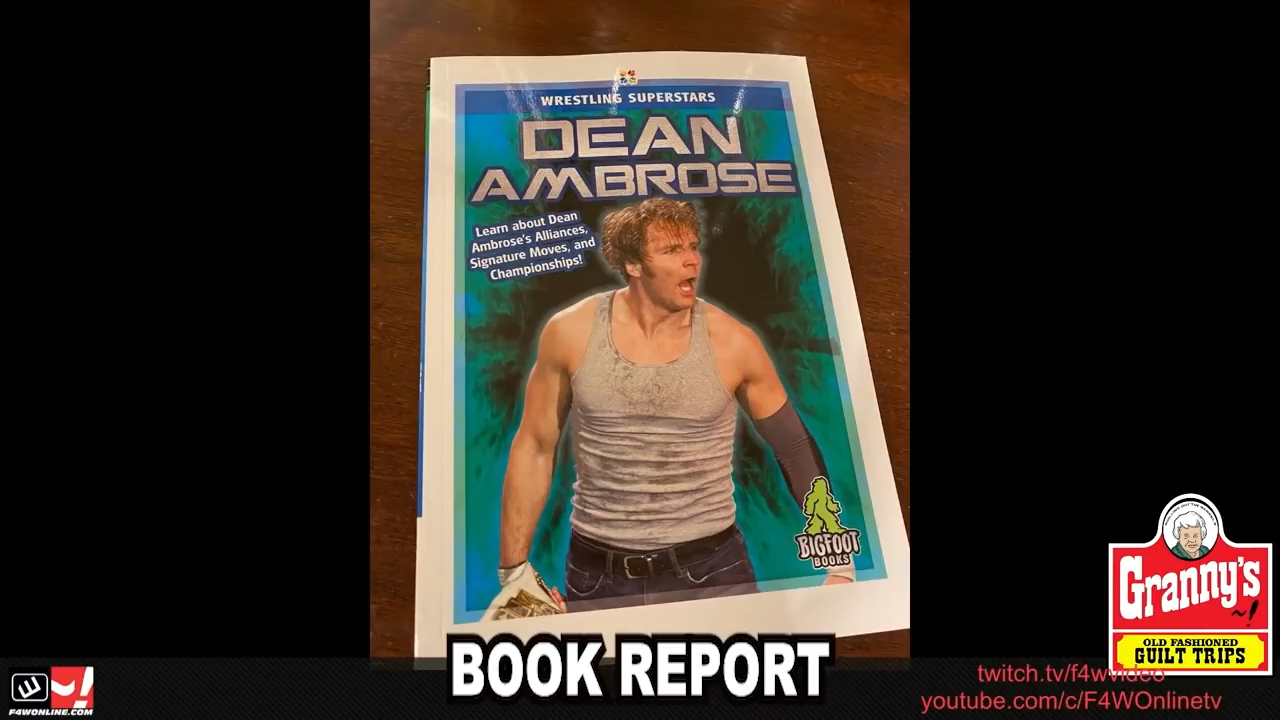 WRESTLING SUPERSTARS
DEAN
AMBROSE
Learn about Dean
Ambrose's Alliances,
Signature Moves, and
Championships!
BIGFOOT
BOOKS
BOOK REPORT
Granny's
~!
OLD FASHIONED
GUILT TRIPS
twitch.tv/f4wvideo
youtube.com/c/F4WOnlinetv
W
F4WONLINE.COM